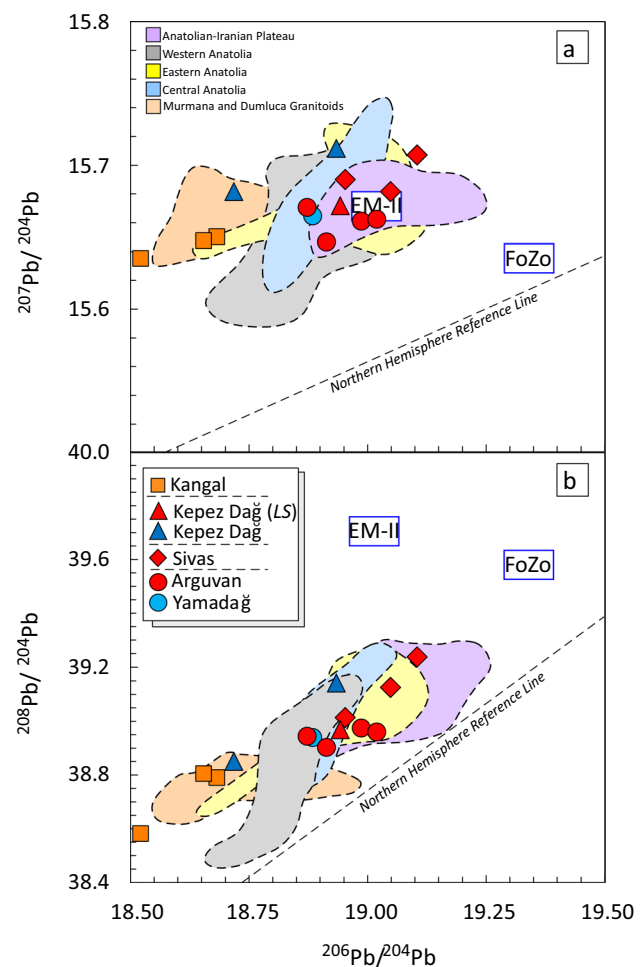 15.8
a
Anatolian-Iranian Plateau
Western Anatolia
Eastern Anatolia
Central Anatolia
Murmana and Dumluca Granitoids
15.7
EM-II
FoZo
207Pb/ 204Pb
15.6
Northern Hemisphere Reference Line
40.0
b
Kangal
Kepez Dağ (LS)
Kepez Dağ
Sivas
Arguvan
Yamadağ
EM-II
FoZo
39.6
39.2
208Pb/ 204Pb
Northern Hemisphere Reference Line
38.8
38.4
18.50 18.75 19.00 19.25 19.50
206Pb/204Pb